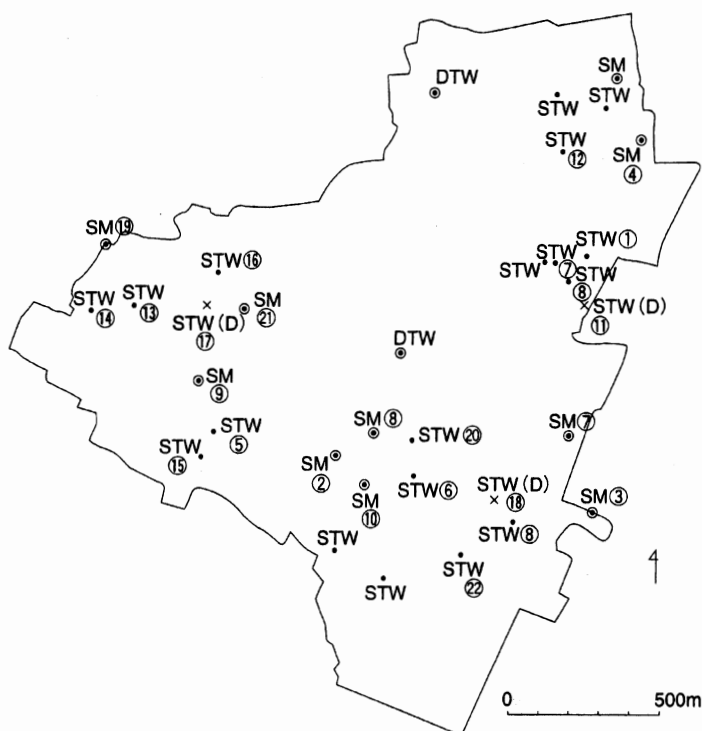 DTW
SM
STW
STW
STW
⑫
SM
④
SM⑲
STW①
STW⑯
STW
STW
⑦
STW
⑧
STW
⑭
STW
⑬
STW(D)
⑰
SM
㉑
STW(D)
⑪
DTW
SM
⑨
STW
⑤
STW
⑮
SM⑧
STW⑳
SM⑦
SM
②
SM
⑩
STW⑥
STW(D)
⑱
SM③
STW
STW⑧
STW
㉒
STW
4
0
500m